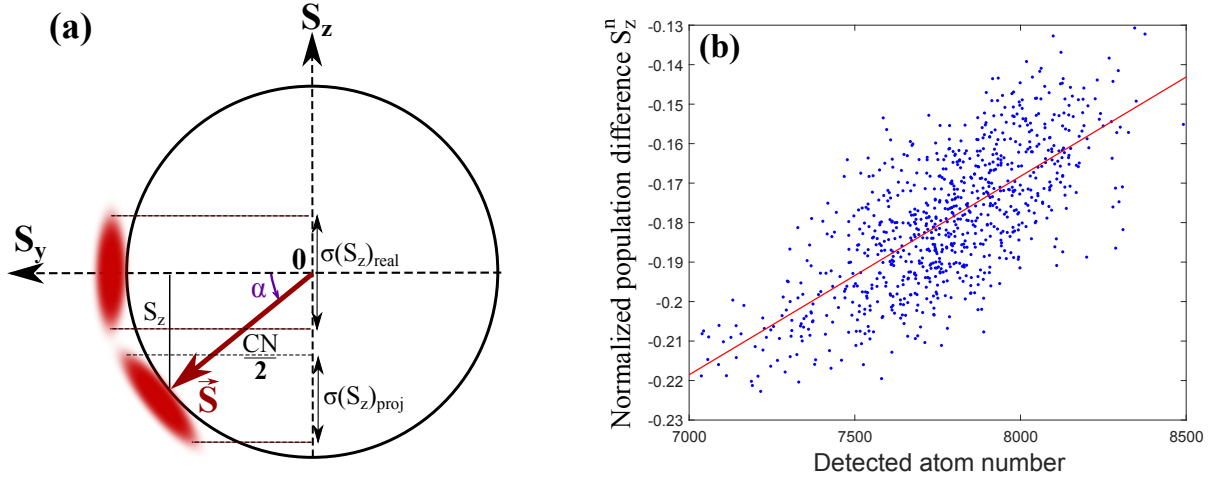 (a)
S_z
S_y
0
σ(S_z)_real
α
S_z
CN
2
S⃗
σ(S_z)_proj
(b)
Normalized population difference S_z^n
-0.13
-0.14
-0.15
-0.16
-0.17
-0.18
-0.19
-0.2
-0.21
-0.22
-0.23
7000
7500
8000
8500
Detected atom number